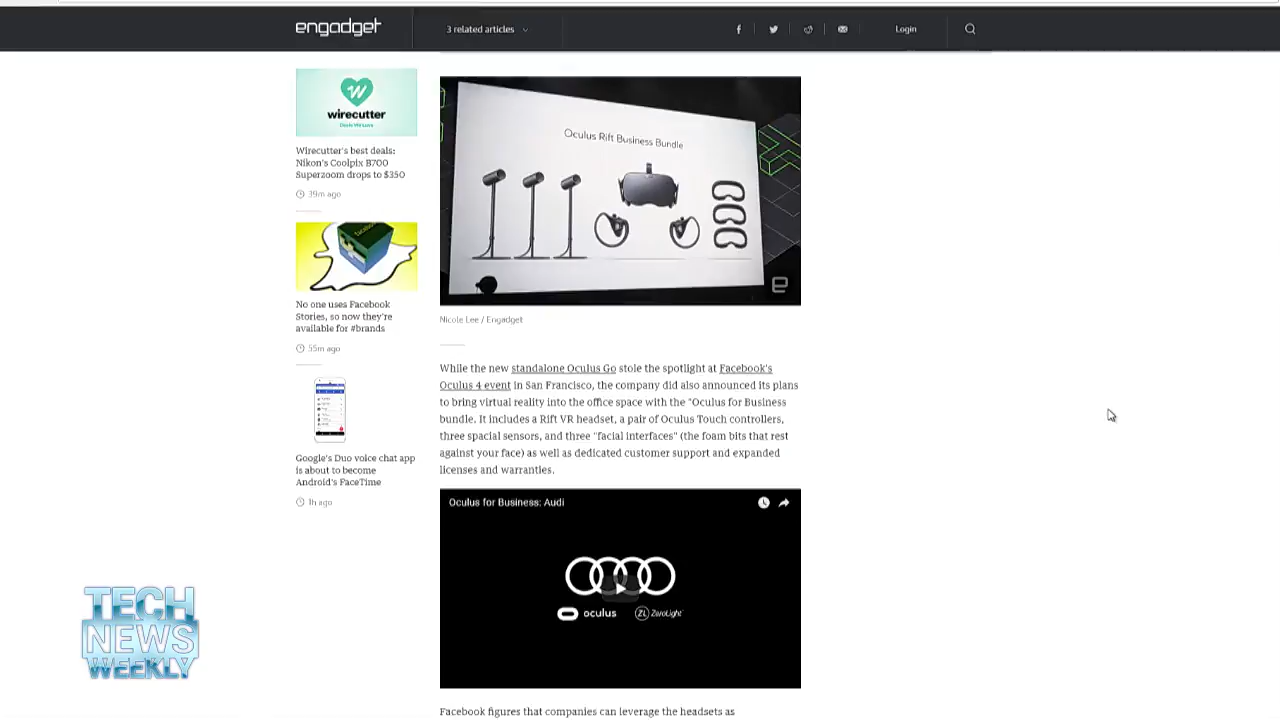 engadget
3 related articles
Login
W
wirecutter
Deals We Love
Wirecutter's best deals:
Nikon's Coolpix B700
Superzoom drops to $350
39m ago
facebook
No one uses Facebook
Stories, so now they're
available for #brands
55m ago
Google's Duo voice chat app
is about to become
Android's FaceTime
1h ago
Oculus Rift Business Bundle
e
Nicole Lee / Engadget
While the new standalone Oculus Go stole the spotlight at Facebook's
Oculus 4 event in San Francisco, the company did also announced its plans
to bring virtual reality into the office space with the "Oculus for Business
bundle. It includes a Rift VR headset, a pair of Oculus Touch controllers,
three spacial sensors, and three "facial interfaces" (the foam bits that rest
against your face) as well as dedicated customer support and expanded
licenses and warranties.
Oculus for Business: Audi
oculus
ZL ZeroLight
Facebook figures that companies can leverage the headsets as
TECH
NEWS
WEEKLY